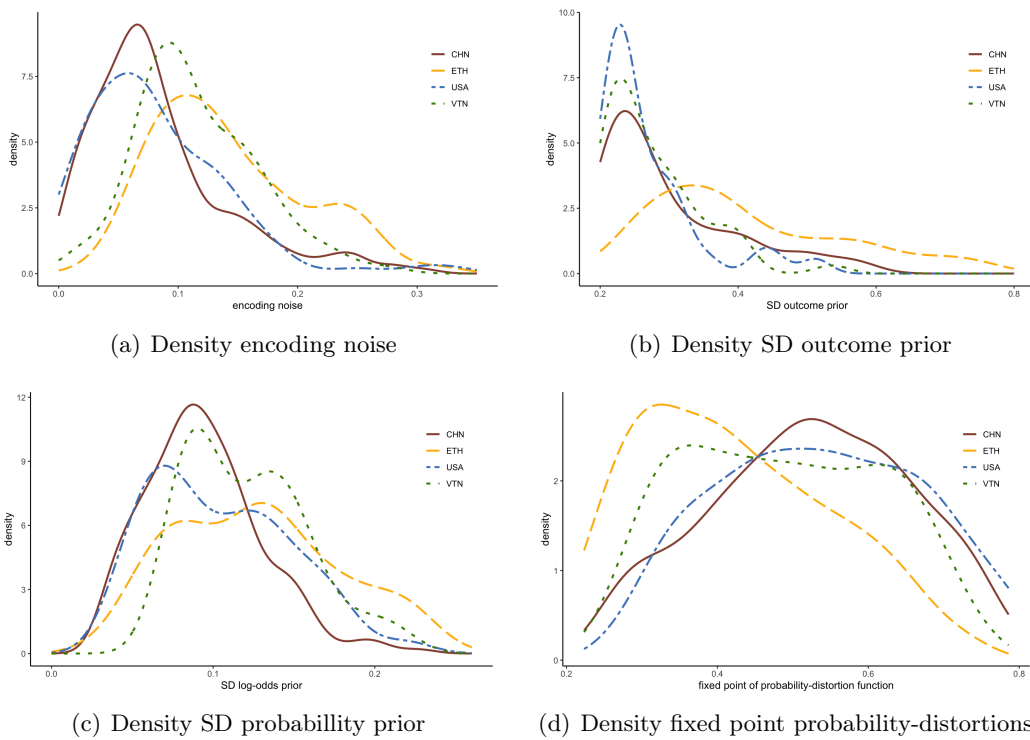 density
7.5
5.0
2.5
0.0
0.0
0.1
0.2
0.3
encoding noise
CHN
ETH
USA
VTN
(a) Density encoding noise
density
10.0
7.5
5.0
2.5
0.0
0.2
0.4
0.6
0.8
SD outcome prior
CHN
ETH
USA
VTN
(b) Density SD outcome prior
density
12
9
6
3
0
0.0
0.1
0.2
SD log-odds prior
CHN
ETH
USA
VTN
(c) Density SD probabillity prior
density
2
1
0
0.2
0.4
0.6
0.8
fixed point of probability-distortion function
CHN
ETH
USA
VTN
(d) Density fixed point probability-distortions